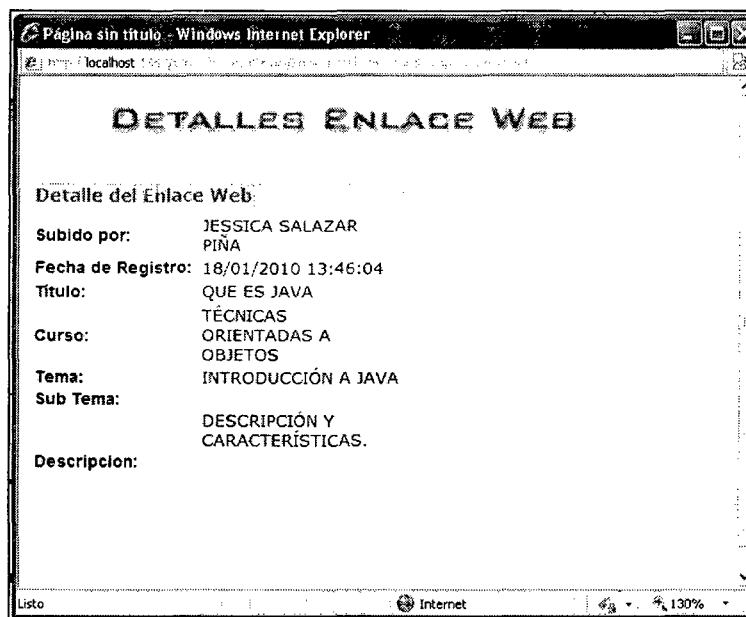 Página sin título - Windows Internet Explorer
localhost
DETALLES ENLACE WEB
Detalle del Enlace Web
Subido por: JESSICA SALAZAR
PIÑA
Fecha de Registro: 18/01/2010 13:46:04
Título: QUE ES JAVA
TÉCNICAS
Curso: ORIENTADAS A
OBJETOS
Tema: INTRODUCCIÓN A JAVA
Sub Tema:
DESCRIPCIÓN Y
CARACTERÍSTICAS.
Descripcion:
Listo Internet 130%